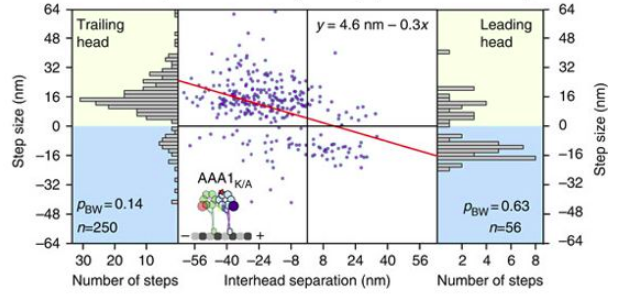 64
48
32
16
0
−16
−32
−48
−64
Step size (nm)
Trailing
head
pBW = 0.14
n=250
y = 4.6 nm − 0.3x
AAA1K/A
−
+
Leading
head
pBW = 0.63
n=56
64
48
32
16
0
−16
−32
−48
−64
Step size (nm)
30 20 10
−56 −40 −24 −8 8 24 40 56
2 4 6 8
Number of steps
Interhead separation (nm)
Number of steps